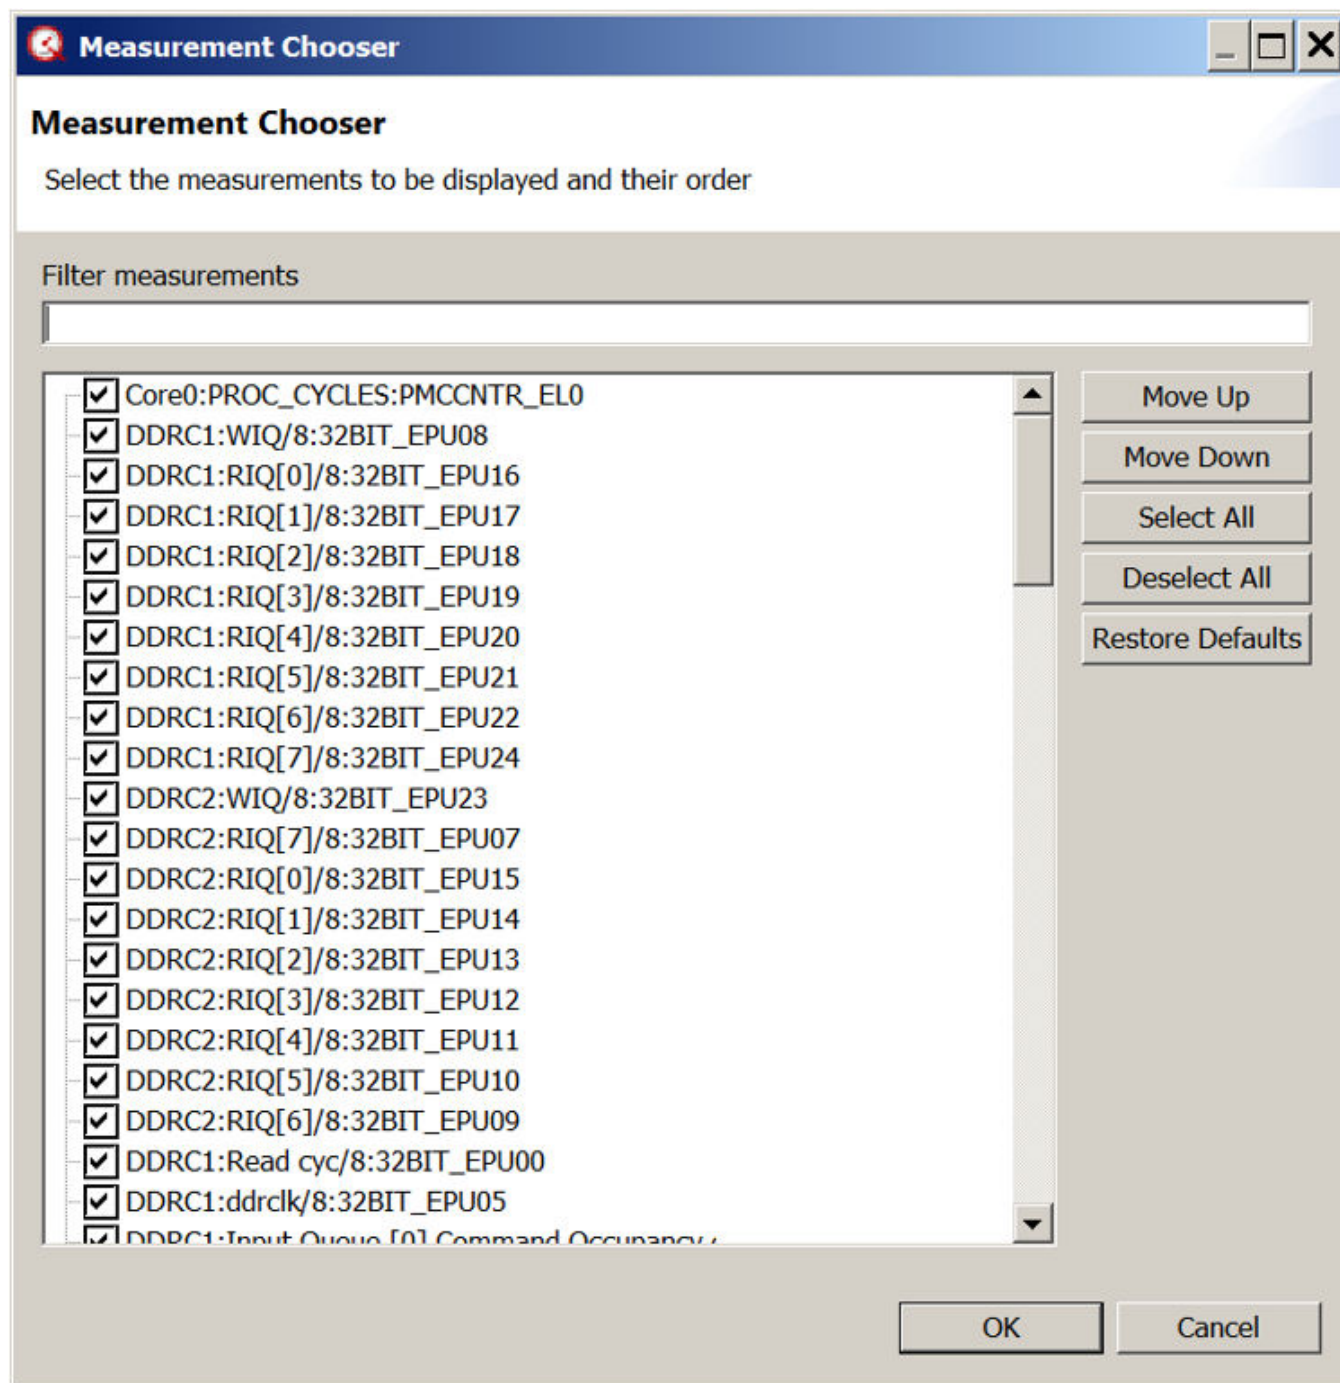 Measurement Chooser
Measurement Chooser
Select the measurements to be displayed and their order
Filter measurements
Core0:PROC_CYCLES:PMCCNTR_EL0
DDRC1:WIQ/8:32BIT_EPU08
DDRC1:RIQ[0]/8:32BIT_EPU16
DDRC1:RIQ[1]/8:32BIT_EPU17
DDRC1:RIQ[2]/8:32BIT_EPU18
DDRC1:RIQ[3]/8:32BIT_EPU19
DDRC1:RIQ[4]/8:32BIT_EPU20
DDRC1:RIQ[5]/8:32BIT_EPU21
DDRC1:RIQ[6]/8:32BIT_EPU22
DDRC1:RIQ[7]/8:32BIT_EPU24
DDRC2:WIQ/8:32BIT_EPU23
DDRC2:RIQ[7]/8:32BIT_EPU07
DDRC2:RIQ[0]/8:32BIT_EPU15
DDRC2:RIQ[1]/8:32BIT_EPU14
DDRC2:RIQ[2]/8:32BIT_EPU13
DDRC2:RIQ[3]/8:32BIT_EPU12
DDRC2:RIQ[4]/8:32BIT_EPU11
DDRC2:RIQ[5]/8:32BIT_EPU10
DDRC2:RIQ[6]/8:32BIT_EPU09
DDRC1:Read cyc/8:32BIT_EPU00
DDRC1:ddrclk/8:32BIT_EPU05
DDRC1:Input Queue [0] Command Occupancy
Move Up
Move Down
Select All
Deselect All
Restore Defaults
OK
Cancel